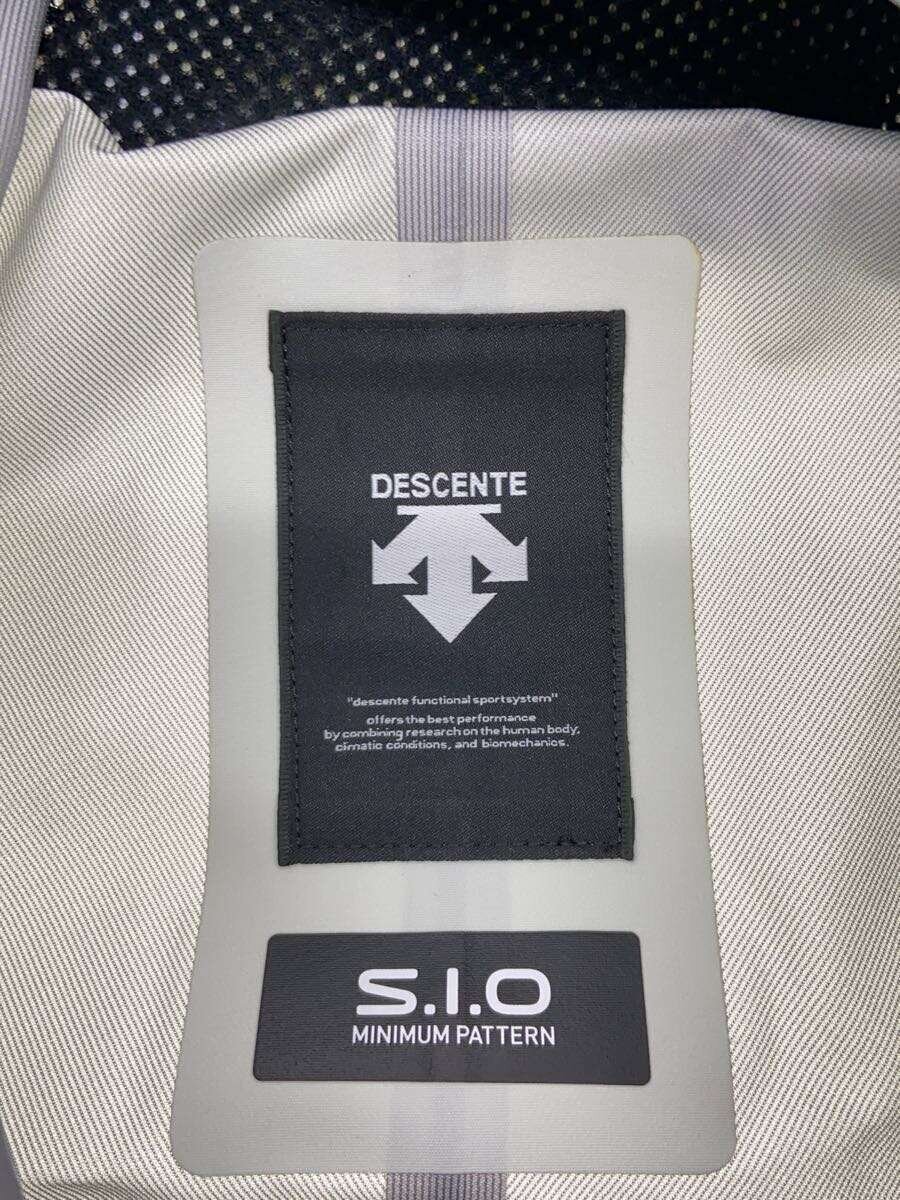 DESCENTE
"descente functional sportsystem"
offers the best performance
by combining research on the human body,
climatic conditions, and biomechanics.
S.I.O
MINIMUM PATTERN